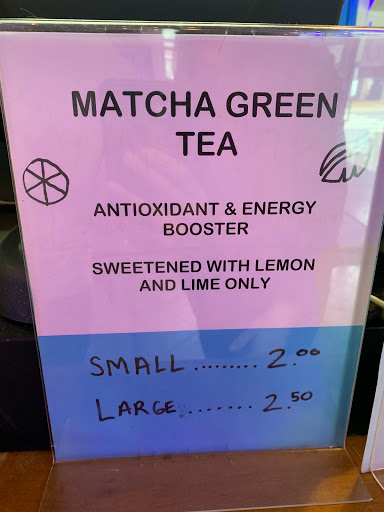 MATCHA GREEN
TEA
ANTIOXIDANT & ENERGY
BOOSTER
SWEETENED WITH LEMON
AND LIME ONLY
SMALL ......... 2.00
LARGE ....... 2.50